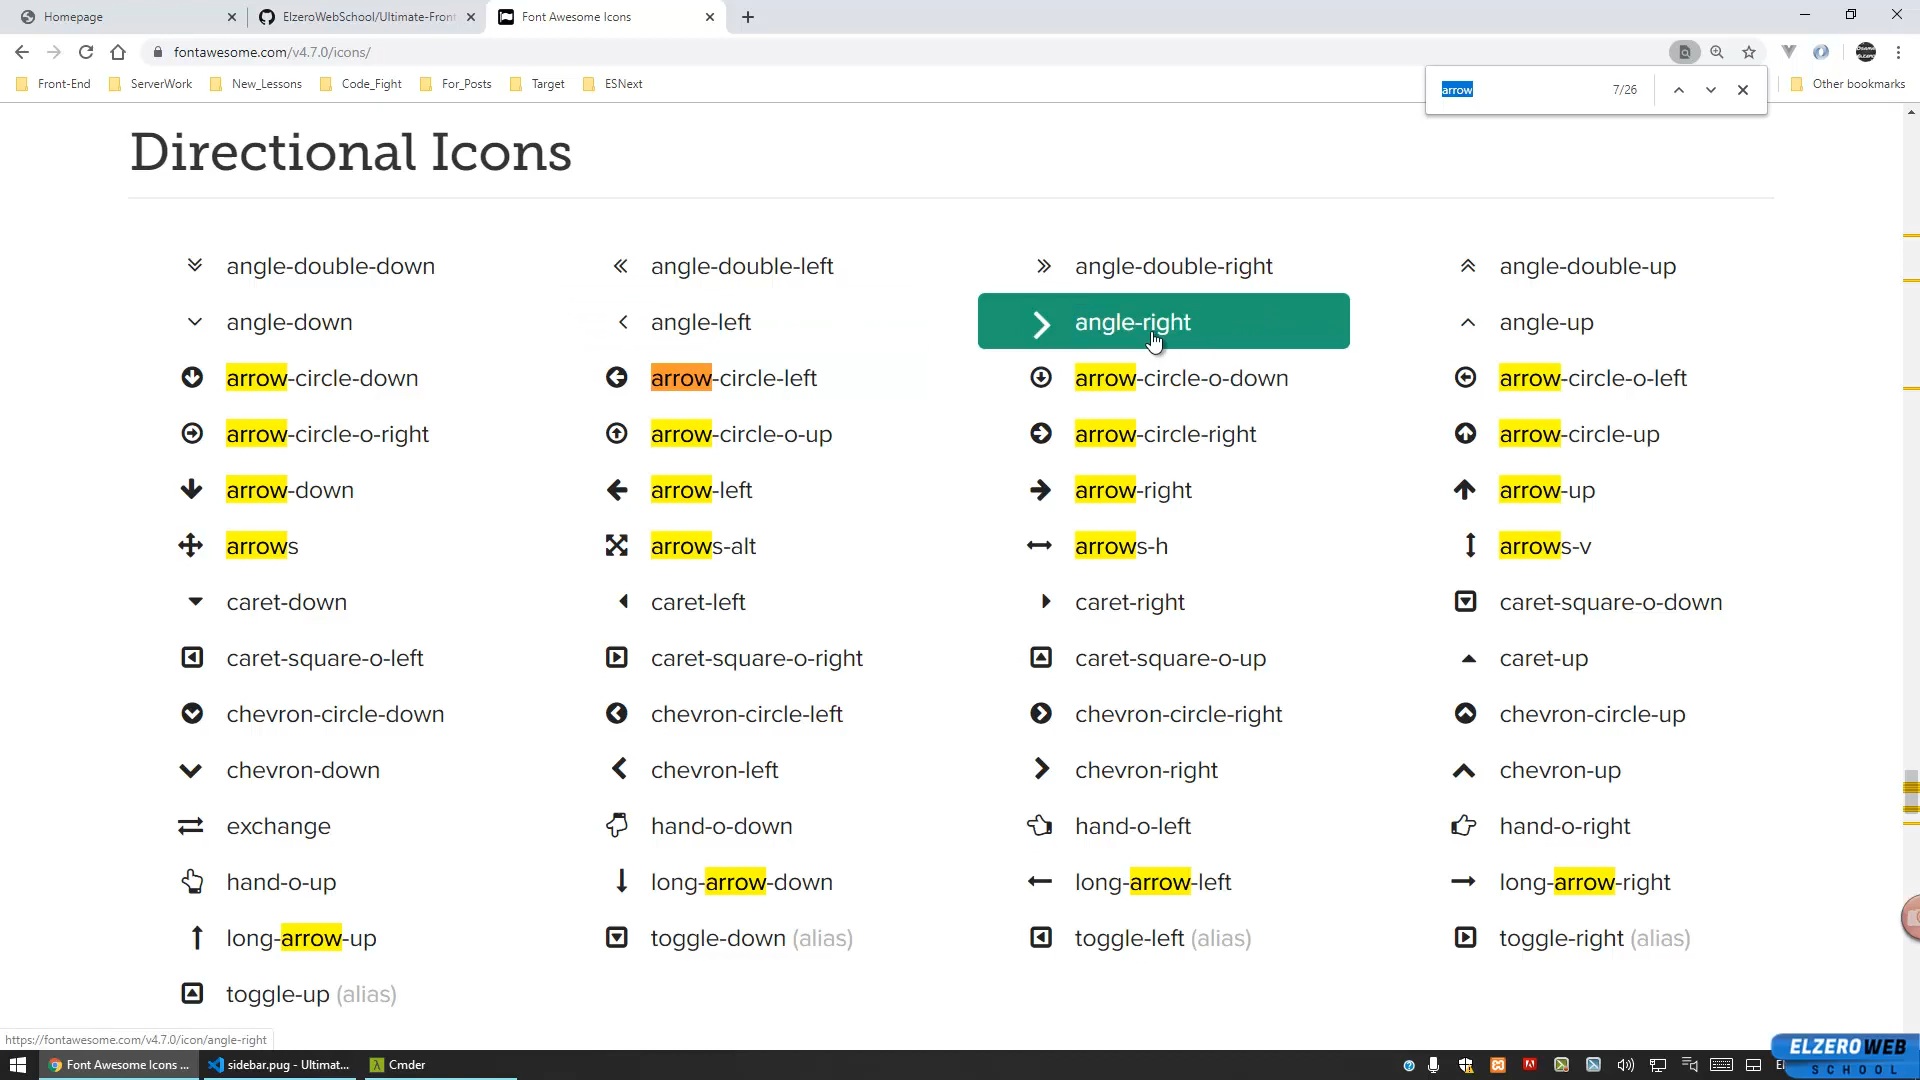 Homepage
ElzeroWebSchool/Ultimate-Front
Font Awesome Icons
fontawesome.com/v4.7.0/icons/
Front-End
ServerWork
New_Lessons
Code_Fight
For_Posts
Target
ESNext
Other bookmarks
arrow
7/26
Directional Icons
angle-double-down
angle-double-left
angle-double-right
angle-double-up
angle-down
angle-left
angle-right
angle-up
arrow-circle-down
arrow-circle-left
arrow-circle-o-down
arrow-circle-o-left
arrow-circle-o-right
arrow-circle-o-up
arrow-circle-right
arrow-circle-up
arrow-down
arrow-left
arrow-right
arrow-up
arrows
arrows-alt
arrows-h
arrows-v
caret-down
caret-left
caret-right
caret-square-o-down
caret-square-o-left
caret-square-o-right
caret-square-o-up
caret-up
chevron-circle-down
chevron-circle-left
chevron-circle-right
chevron-circle-up
chevron-down
chevron-left
chevron-right
chevron-up
exchange
hand-o-down
hand-o-left
hand-o-right
hand-o-up
long-arrow-down
long-arrow-left
long-arrow-right
long-arrow-up
toggle-down (alias)
toggle-left (alias)
toggle-right (alias)
toggle-up (alias)
https://fontawesome.com/v4.7.0/icon/angle-right
Font Awesome Icons ...
sidebar.pug - Ultimat...
Cmder
ELZEROWEB
SCHOOL